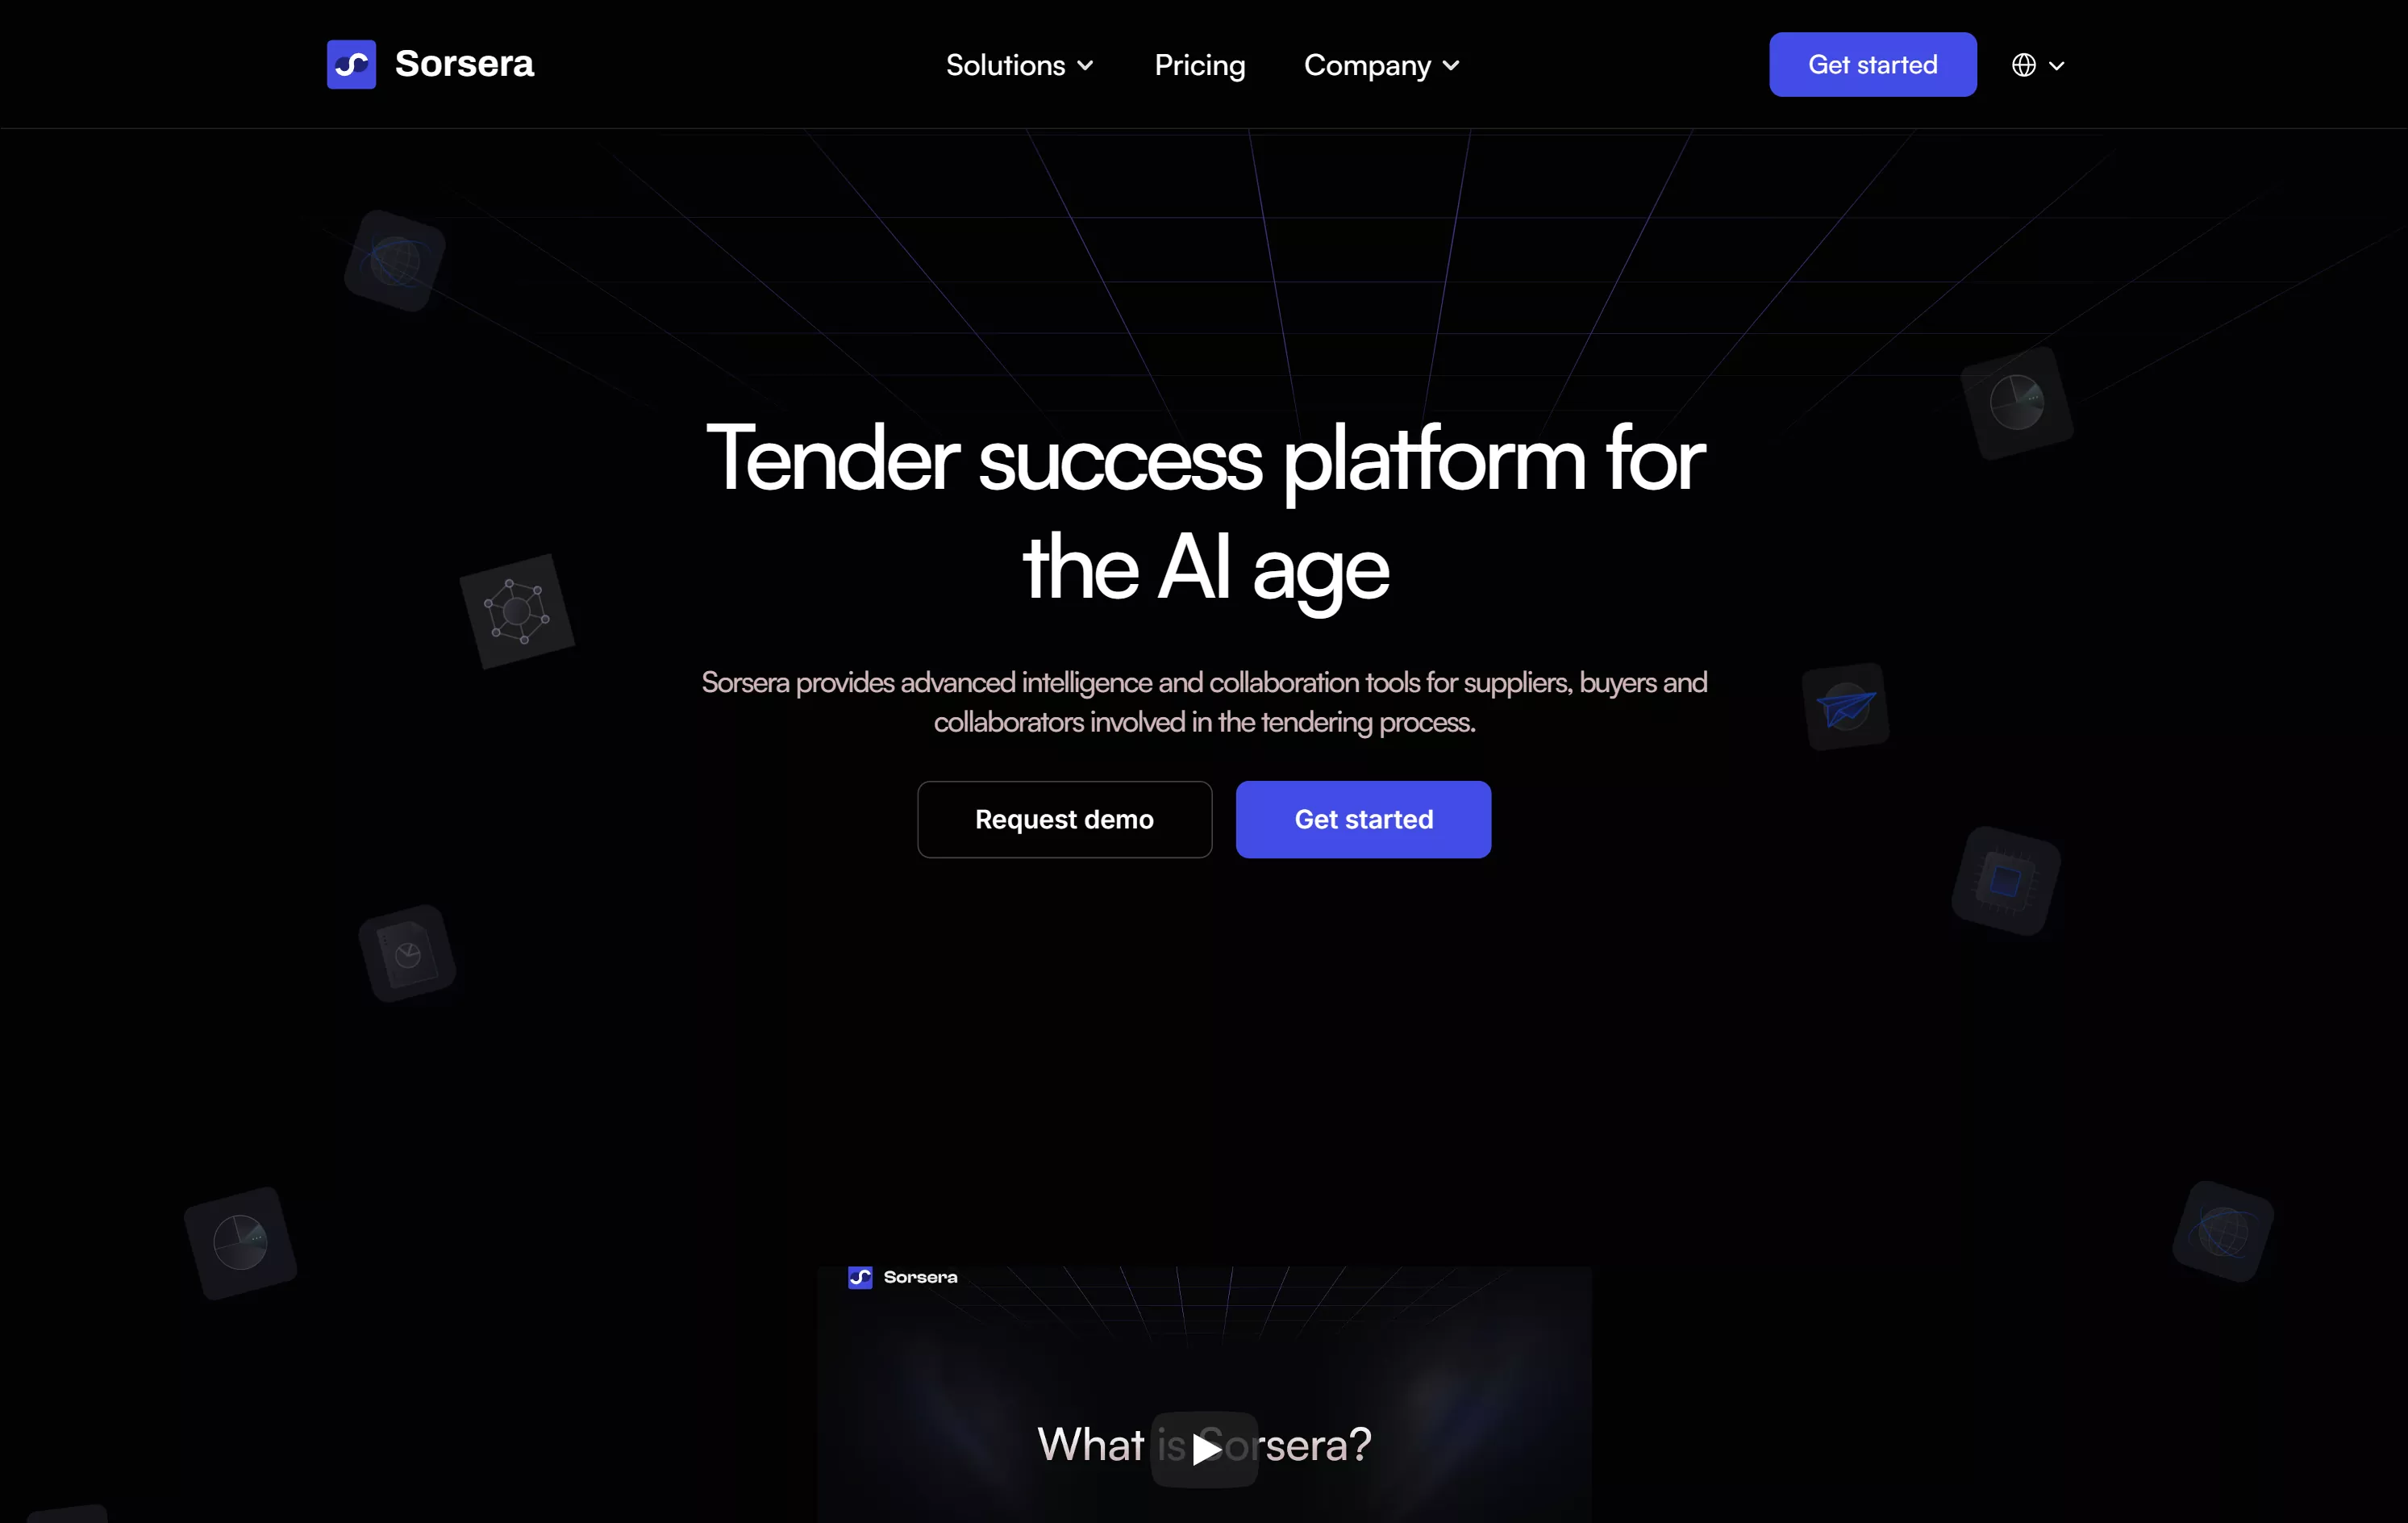 Sorsera
Solutions
Pricing
Company
Get started
Tender success platform for
the AI age
Sorsera provides advanced intelligence and collaboration tools for suppliers, buyers and
collaborators involved in the tendering process.
Request demo
Get started
Sorsera
What is Sorsera?